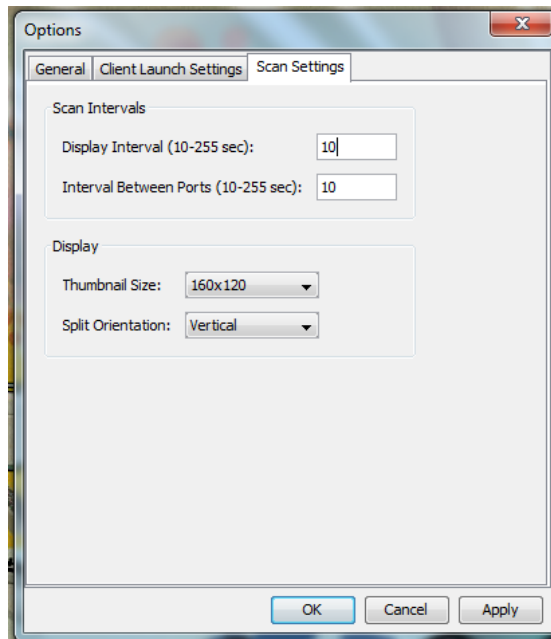 Options
General Client Launch Settings Scan Settings
Scan Intervals
Display Interval (10-255 sec): 10
Interval Between Ports (10-255 sec): 10
Display
Thumbnail Size: 160x120
Split Orientation: Vertical
OK Cancel Apply